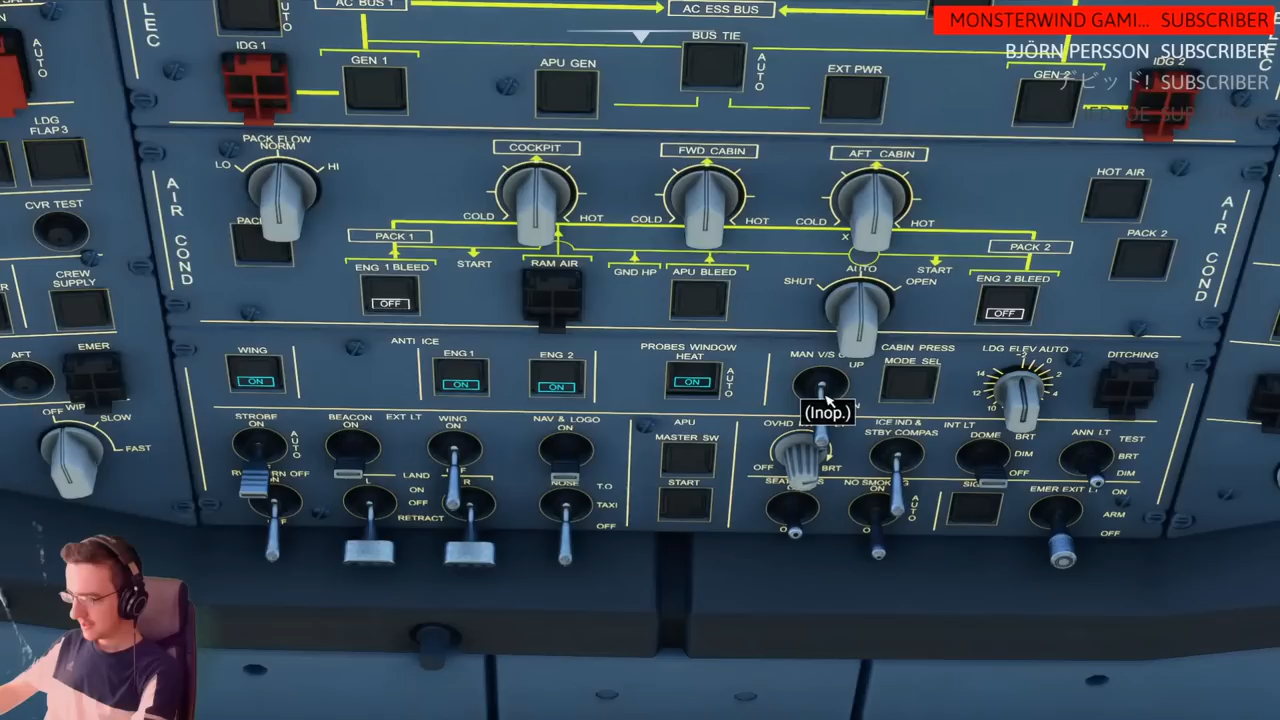 AC BUS 1
AC ESS BUS
MONSTERWIND GAMI... SUBSCRIBER
BJÖRN PERSSON SUBSCRIBER
デビッド! SUBSCRIBER
ELEC
AUTO
IDG 1
GEN 1
APU GEN
BUS TIE
AUTO
EXT PWR
GEN 2
IDG 2
AUTO
LDG
FLAP 3
PACK FLOW
NORM
LO
HI
COCKPIT
FWD CABIN
AFT CABIN
HOT AIR
AIR COND
COLD
HOT
COLD
HOT
COLD
HOT
AIR COND
CVR TEST
PACK 1
PACK 2
PACK 2
ENG 1 BLEED
START
RAM AIR
GND HP
APU BLEED
X
AUTO
START
ENG 2 BLEED
SHUT
OPEN
CREW
SUPPLY
OFF
OFF
AFT
EMER
WING
ANTI ICE
ENG 1
ENG 2
PROBES WINDOW
HEAT
AUTO
MAN V/S
UP
CABIN PRESS
MODE SEL
LDG ELEV AUTO
DITCHING
ON
ON
ON
ON
(Inop.)
WIP
OFF
SLOW
FAST
STROBE
ON
AUTO
BEACON
ON
EXT LT
WING
ON
NAV & LOGO
ON
APU
MASTER SW
START
OVHD
OFF
BRT
ICE IND &
STBY COMPAS
INT LT
DOME
BRT
DIM
OFF
ANN LT
TEST
BRT
DIM
OFF
LAND
ON
OFF
RETRACT
L
R
NOSE
T.O
TAXI
OFF
NO SMOKING
ON
AUTO
EMER EXIT LT
ON
ARM
OFF